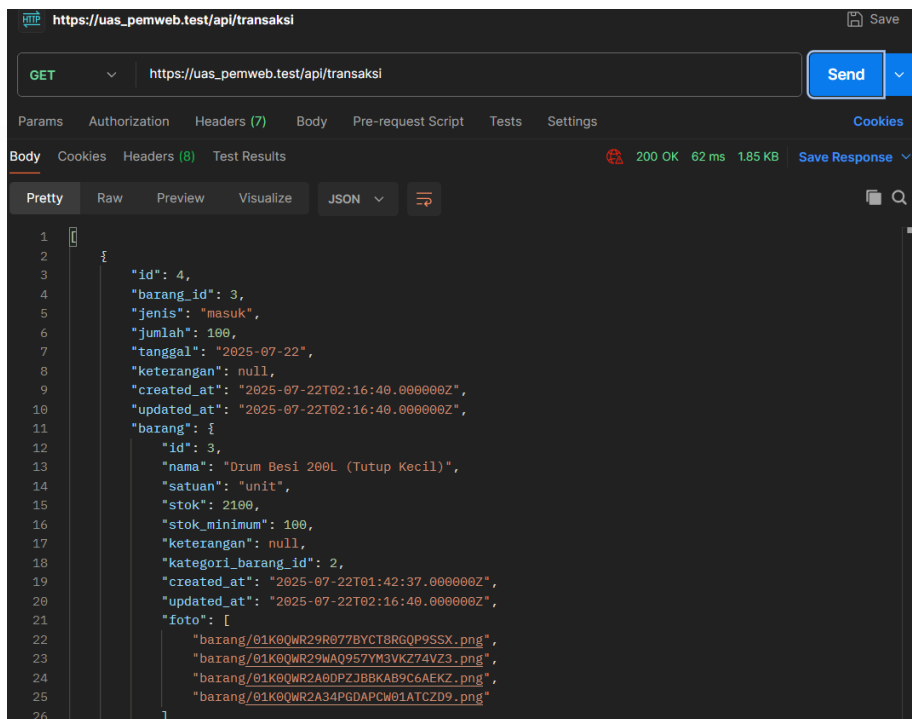 HTTP https://uas_pemweb.test/api/transaksi Save
GET https://uas_pemweb.test/api/transaksi Send
Params Authorization Headers (7) Body Pre-request Script Tests Settings Cookies
Body Cookies Headers (8) Test Results 200 OK 62 ms 1.85 KB Save Response
Pretty Raw Preview Visualize JSON
1 [
2 {
3 "id": 4,
4 "barang_id": 3,
5 "jenis": "masuk",
6 "jumlah": 100,
7 "tanggal": "2025-07-22",
8 "keterangan": null,
9 "created_at": "2025-07-22T02:16:40.000000Z",
10 "updated_at": "2025-07-22T02:16:40.000000Z",
11 "barang": {
12 "id": 3,
13 "nama": "Drum Besi 200L (Tutup Kecil)",
14 "satuan": "unit",
15 "stok": 2100,
16 "stok_minimum": 100,
17 "keterangan": null,
18 "kategori_barang_id": 2,
19 "created_at": "2025-07-22T01:42:37.000000Z",
20 "updated_at": "2025-07-22T02:16:40.000000Z",
21 "foto": [
22 "barang/01K0QWR29R077BYCT8RGQP9SSX.png",
23 "barang/01K0QWR29WAQ957YM3VKZ74VZ3.png",
24 "barang/01K0QWR2A0DPZJBBKAB9C6AEKZ.png",
25 "barang/01K0QWR2A34PGDAPCW01ATCZD9.png"
26 ]